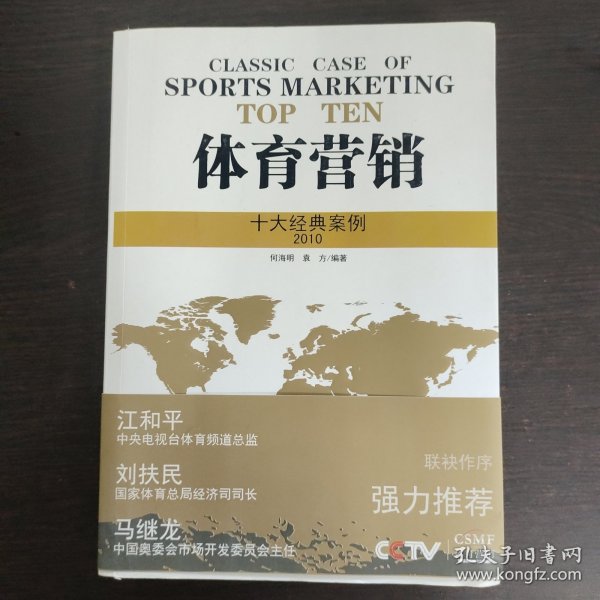 CLASSIC CASE OF
SPORTS MARKETING
TOP TEN
体育营销
十大经典案例
2010
何海明 袁 方/编著
江和平
中央电视台体育频道总监
联袂作序
刘扶民
国家体育总局经济司司长
强力推荐
马继龙
中国奥委会市场开发委员会主任
CCTV
CSMF
孔夫子旧书网
www.kongfz.com